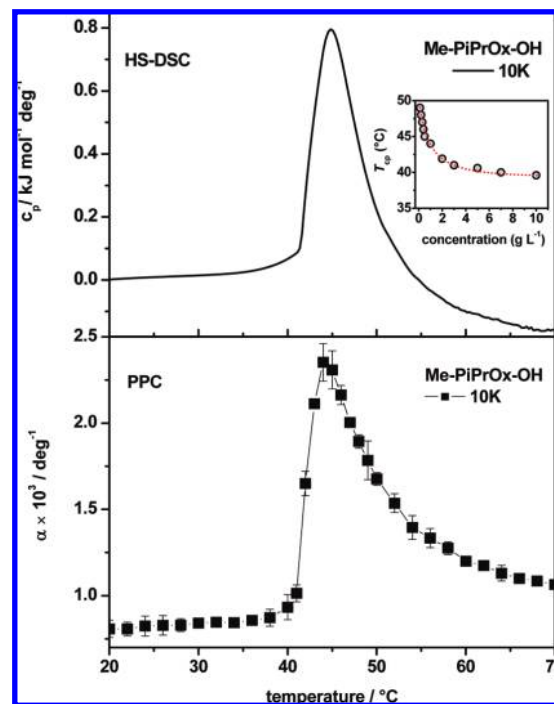 HS-DSC
Me-PiPrOx-OH
10K
0.8
0.6
0.4
0.2
0.0
c_p / kJ mol⁻¹ deg⁻¹
50
45
40
35
T_cp (°C)
0 2 4 6 8 10
concentration (g L⁻¹)
PPC
Me-PiPrOx-OH
10K
2.5
2.0
1.5
1.0
α × 10³ / deg⁻¹
20 30 40 50 60
temperature / °C